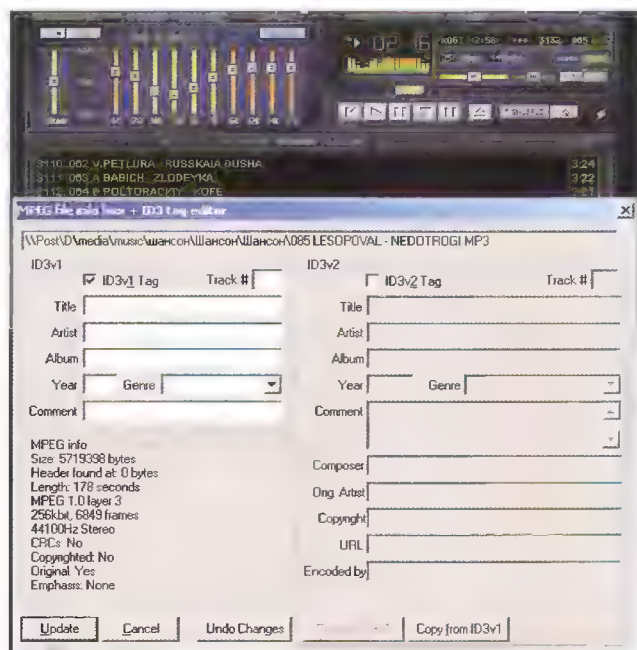 3110. 062 V.PETLURA - RUSSKAIA DUSHA 3:24
3111. 063 A BABICH - ZLODEYKA 3:22
3112. 064 POLTORACKIY - KOFE
MPEG file info box + ID3 tag editor
\\Post\D\media\music\шансон\Шансон\Шансон\085 LESOPOVAL - NEDOTROGI MP3
ID3v1
ID3v1 Tag Track #
Title
Artist
Album
Year Genre
Comment
MPEG info
Size: 5719398 bytes
Header found at: 0 bytes
Length: 178 seconds
MPEG 1.0 layer 3
256kbit, 6849 frames
44100Hz Stereo
CRCs: No
Copyrighted: No
Original: Yes
Emphasis: None
ID3v2
ID3v2 Tag Track #
Title
Artist
Album
Year Genre
Comment
Composer
Orig. Artist
Copyright
URL
Encoded by
Update Cancel Undo Changes Copy from ID3v1